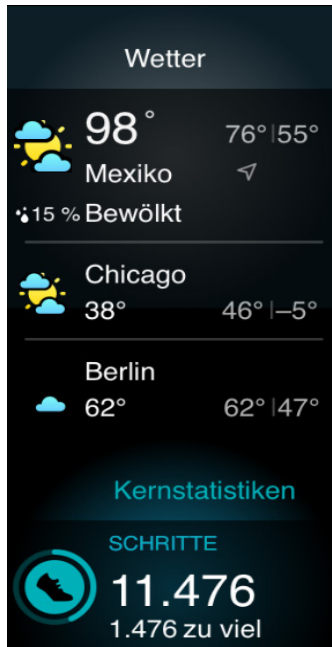 Wetter
98° 76°|55°
Mexiko
15 % Bewölkt
Chicago
38° 46°|–5°
Berlin
62° 62°|47°
Kernstatistiken
SCHRITTE
11.476
1.476 zu viel